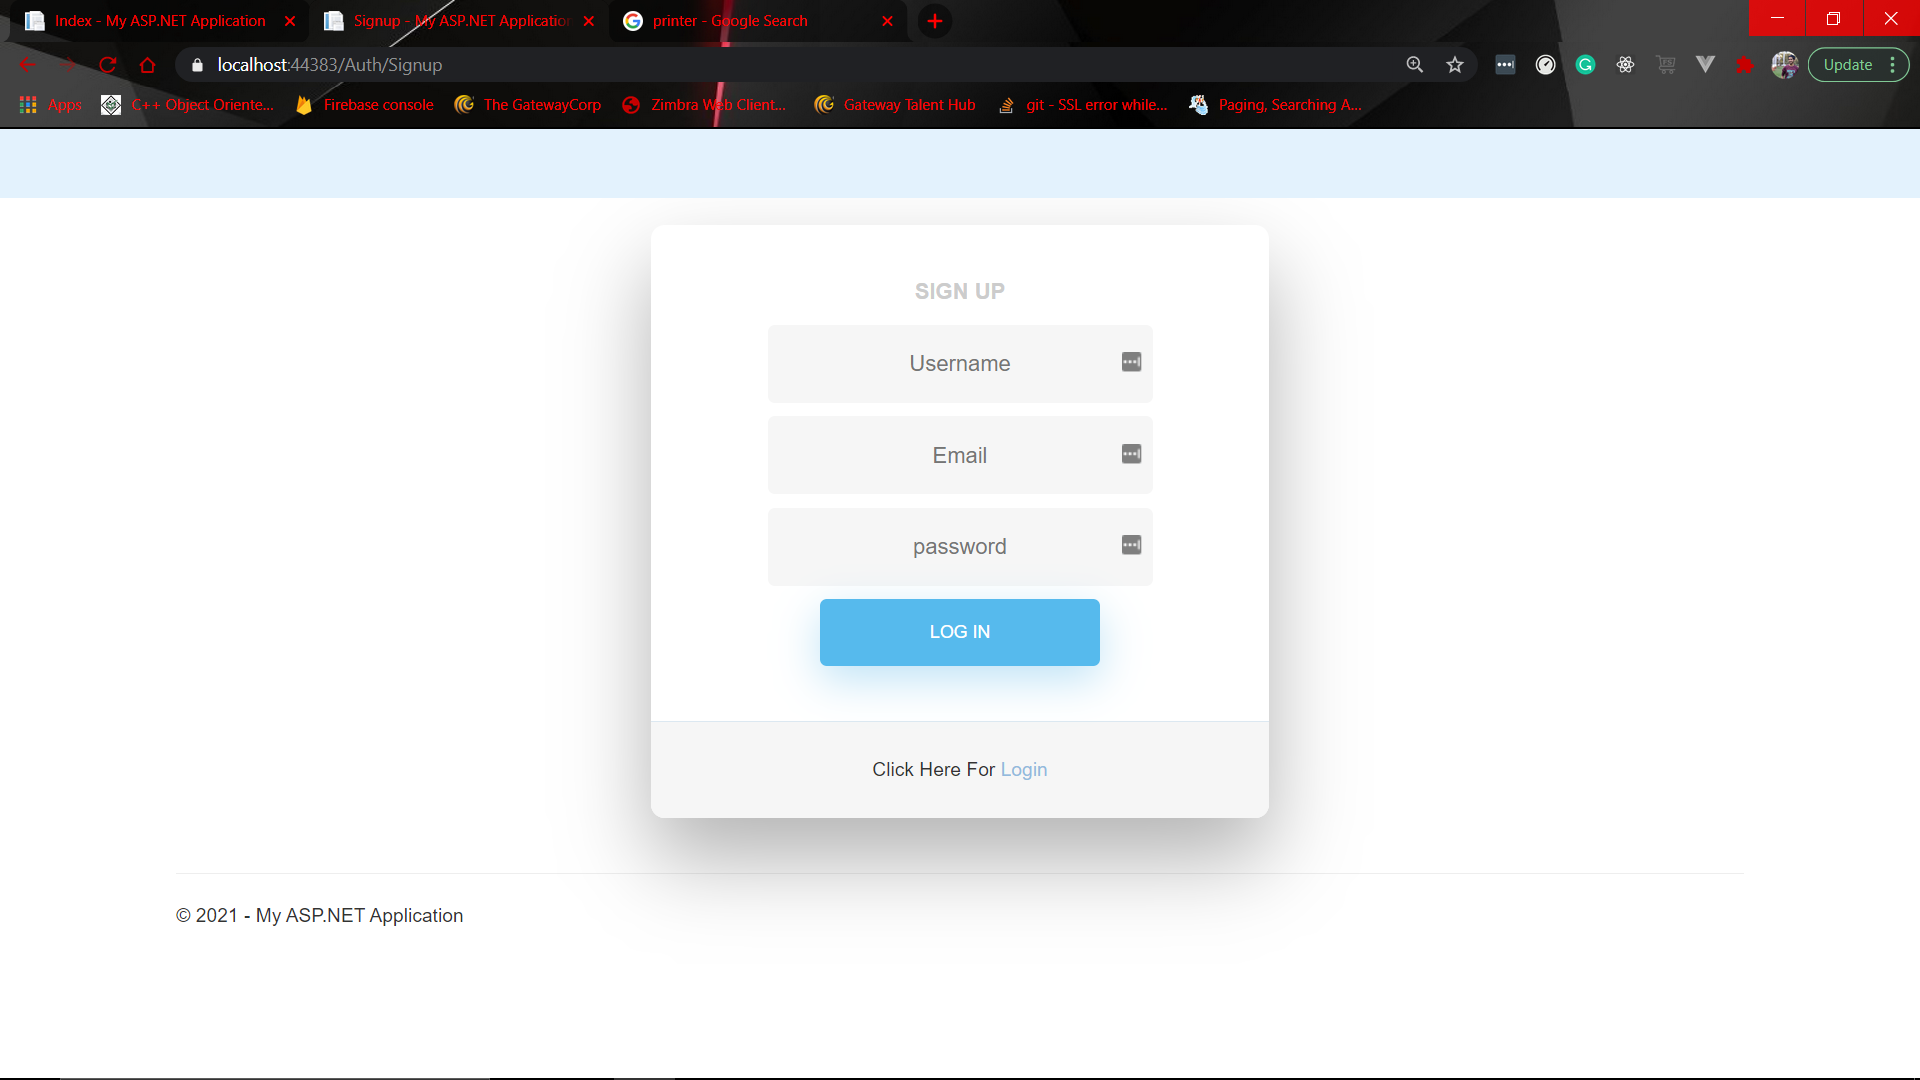 Index - My ASP.NET Application
Signup - My ASP.NET Application
printer - Google Search
localhost:44383/Auth/Signup
Update
Apps
C++ Object Oriente...
Firebase console
The GatewayCorp
Zimbra Web Client...
Gateway Talent Hub
git - SSL error while...
Paging, Searching A...
SIGN UP
Username
Email
password
LOG IN
Click Here For Login
© 2021 - My ASP.NET Application